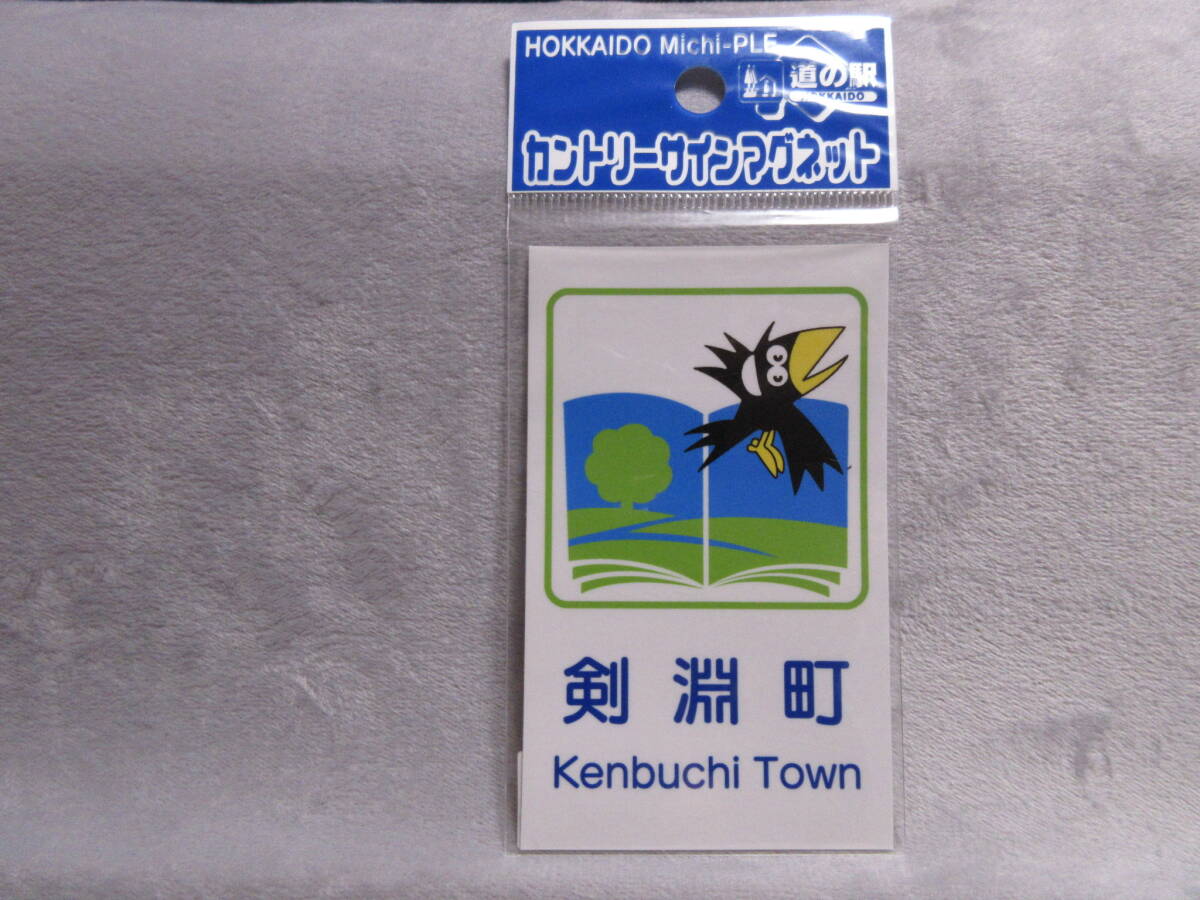 HOKKAIDO Michi-PLE
道の駅
HOKKAIDO
カントリーサインマグネット
剣淵町
Kenbuchi Town